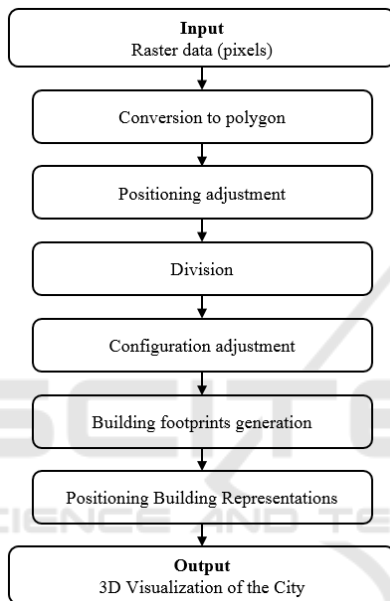 Input
Raster data (pixels)
Conversion to polygon
Positioning adjustment
Division
Configuration adjustment
Building footprints generation
Positioning Building Representations
Output
3D Visualization of the City